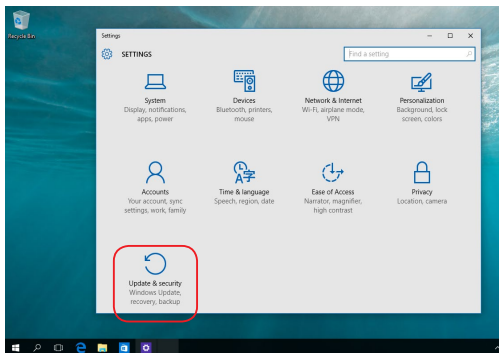 Recycle Bin
Settings
SETTINGS
Find a setting
System
Display, notifications,
apps, power
Devices
Bluetooth, printers,
mouse
Network & Internet
Wi-Fi, airplane mode,
VPN
Personalization
Background, lock
screen, colors
Accounts
Your account, sync
settings, work, family
Time & language
Speech, region, date
Ease of Access
Narrator, magnifier,
high contrast
Privacy
Location, camera
Update & security
Windows Update,
recovery, backup